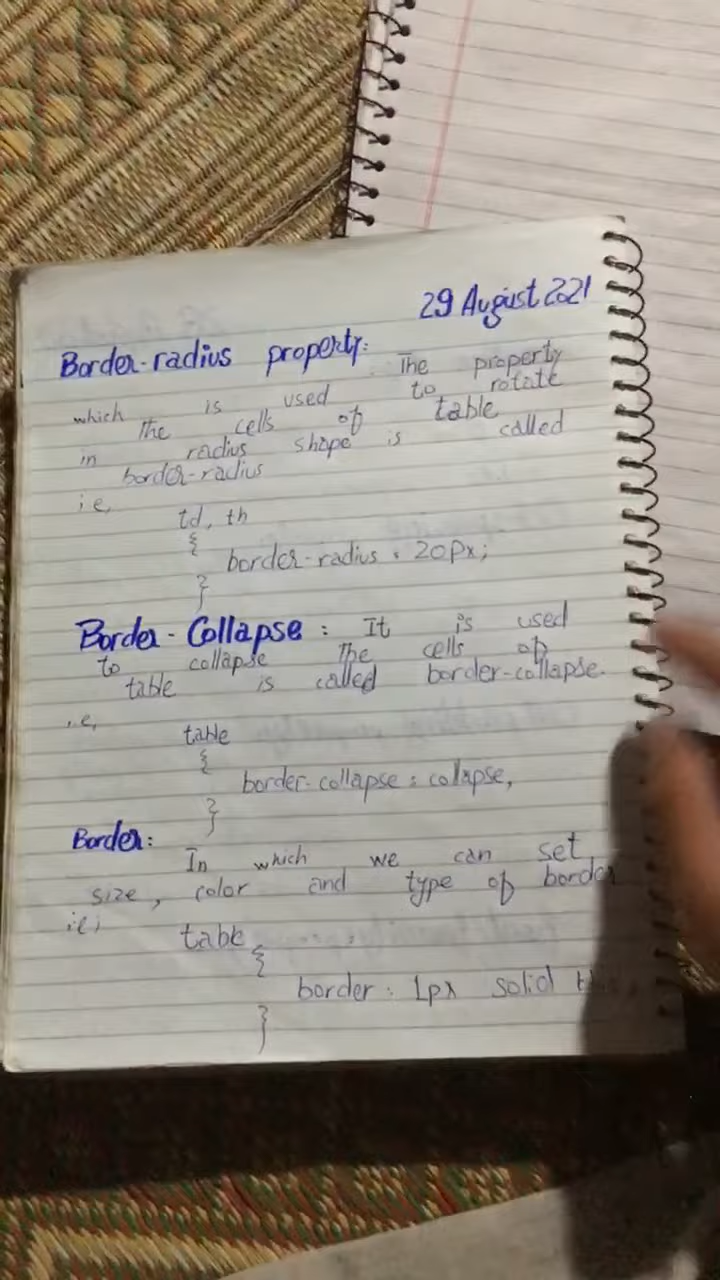 29 August 2021
Border-radius property: The property
which is used to rotate
the cells of table
in radius shape is called
border-radius
i.e,
td, th
{
border-radius : 20px;
}
Border-Collapse : It is used
to collapse the cells of
table is called border-collapse.
i.e,
table
{
border-collapse : colapse,
}
Border:
In which we can set
size, color and type of border
i.e;
table
{
border : 1px solid
}